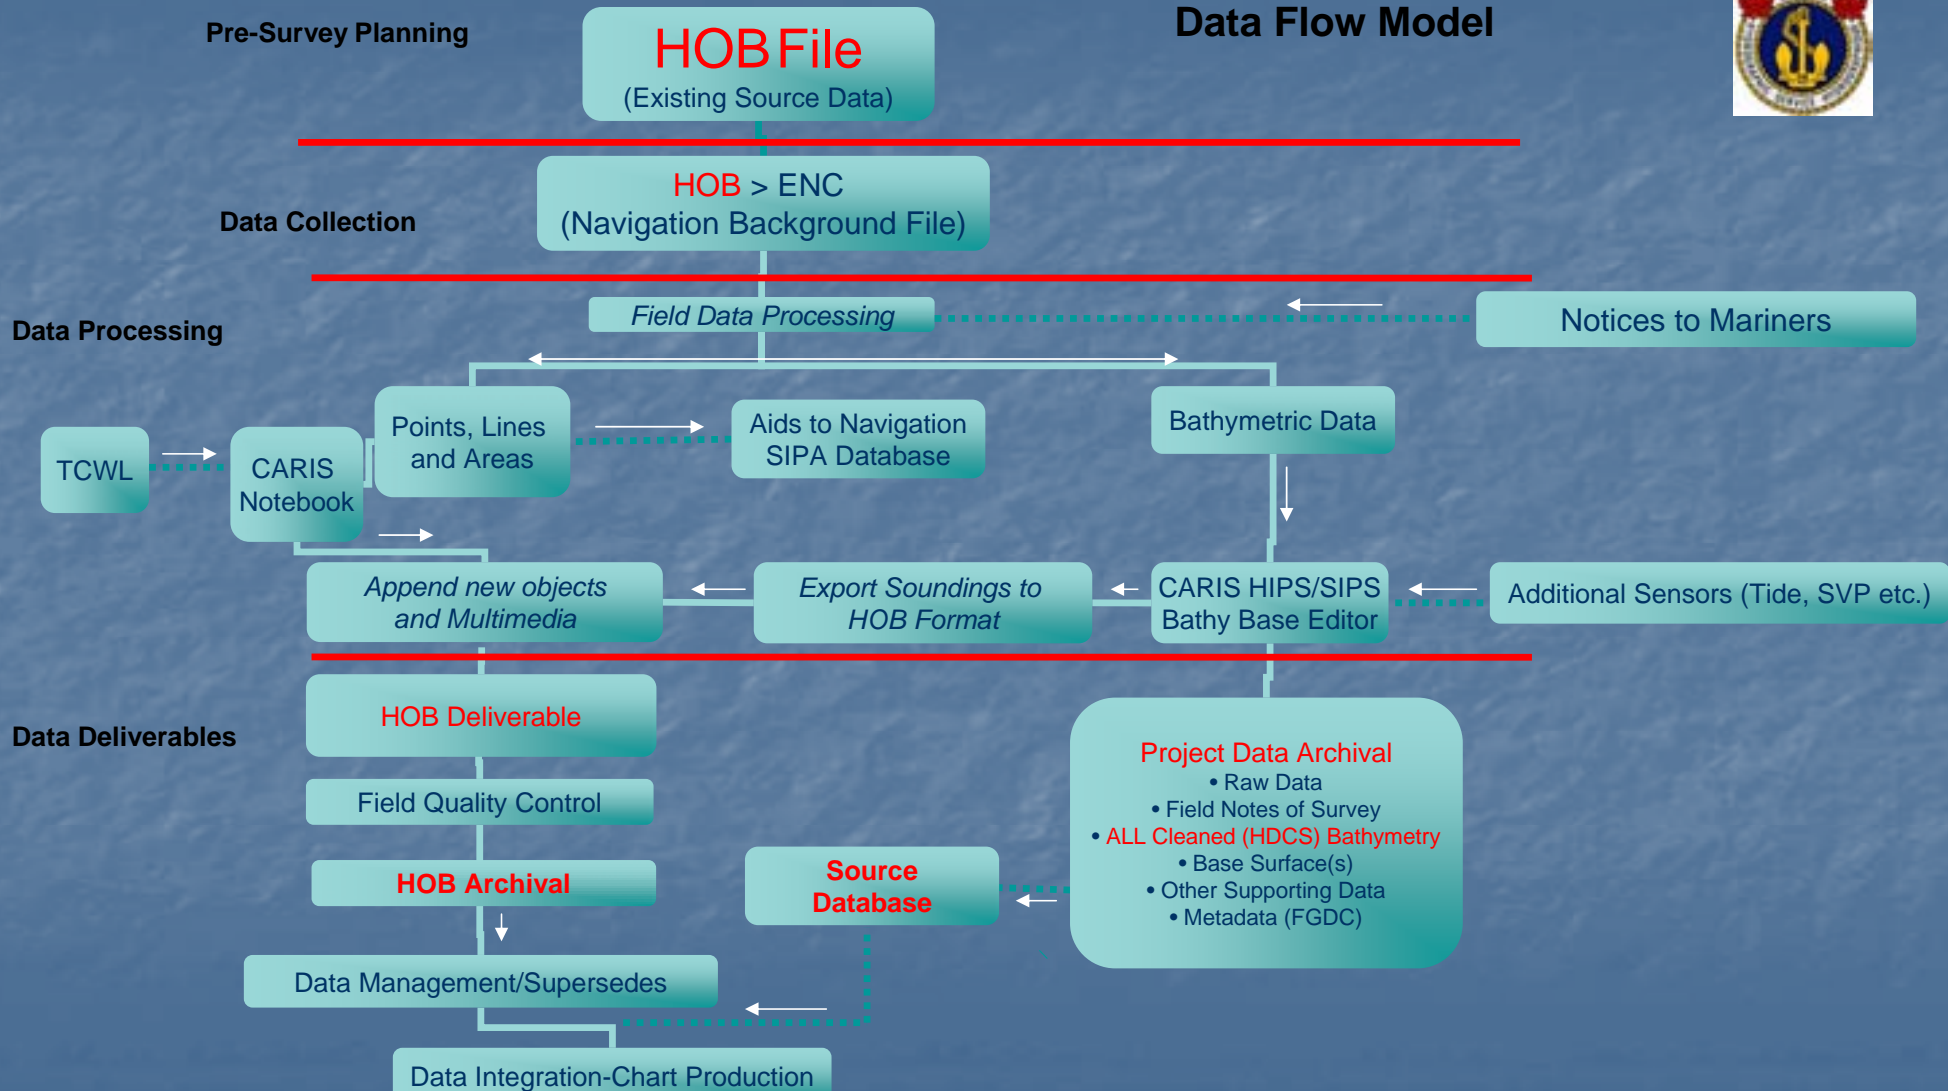 Pre-Survey Planning
Data Flow Model
HOB File
(Existing Source Data)
Data Collection
HOB > ENC
(Navigation Background File)
Data Processing
Field Data Processing
Notices to Mariners
TCWL
CARIS
Notebook
Points, Lines
and Areas
Aids to Navigation
SIPA Database
Bathymetric Data
Append new objects
and Multimedia
Export Soundings to
HOB Format
CARIS HIPS/SIPS
Bathy Base Editor
Additional Sensors (Tide, SVP etc.)
Data Deliverables
HOB Deliverable
Field Quality Control
HOB Archival
Source
Database
Project Data Archival
• Raw Data
• Field Notes of Survey
• ALL Cleaned (HDCS) Bathymetry
• Base Surface(s)
• Other Supporting Data
• Metadata (FGDC)
Data Management/Supersedes
Data Integration-Chart Production